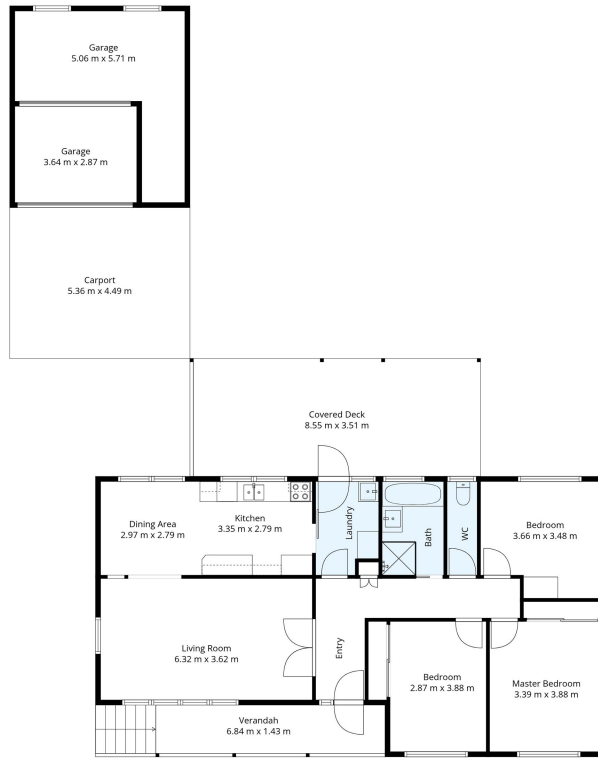 Garage
5.06 m x 5.71 m
Garage
3.64 m x 2.87 m
Carport
5.36 m x 4.49 m
Covered Deck
8.55 m x 3.51 m
Dining Area
2.97 m x 2.79 m
Kitchen
3.35 m x 2.79 m
Laundry
Bath
WC
Bedroom
3.66 m x 3.48 m
Living Room
6.32 m x 3.62 m
Entry
Bedroom
2.87 m x 3.88 m
Master Bedroom
3.39 m x 3.88 m
Verandah
6.84 m x 1.43 m